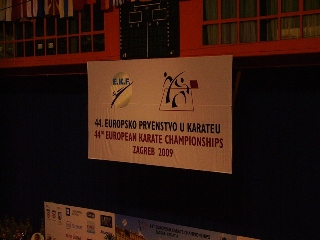 E.K.F.
44. EUROPSKO PRVENSTVO U KARATEU
44th EUROPEAN KARATE CHAMPIONSHIPS
ZAGREB 2009